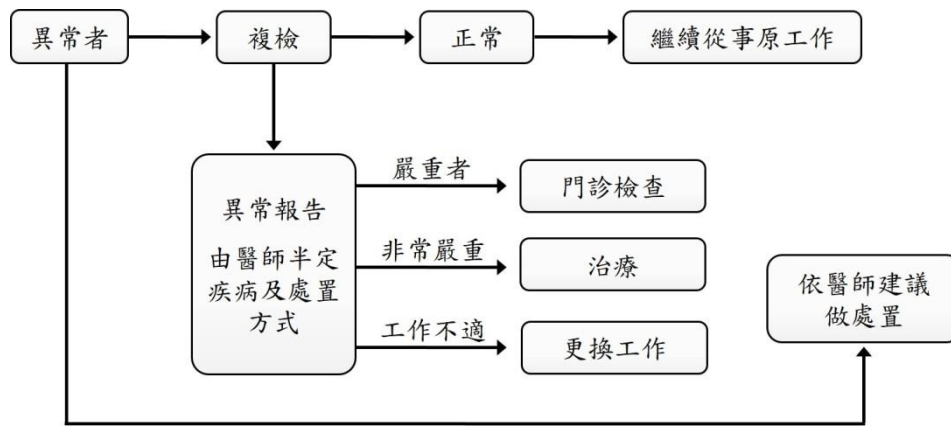 異常者
複檢
正常
繼續從事原工作
異常報告
由醫師半定
疾病及處置
方式
嚴重者
門診檢查
非常嚴重
治療
工作不適
更換工作
依醫師建議
做處置